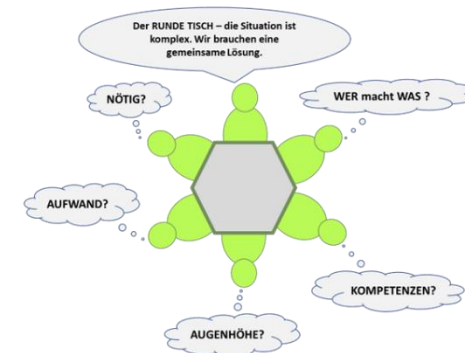 Der RUNDE TISCH – die Situation ist
komplex. Wir brauchen eine
gemeinsame Lösung.
NÖTIG?
WER macht WAS ?
AUFWAND?
KOMPETENZEN?
AUGENHÖHE?